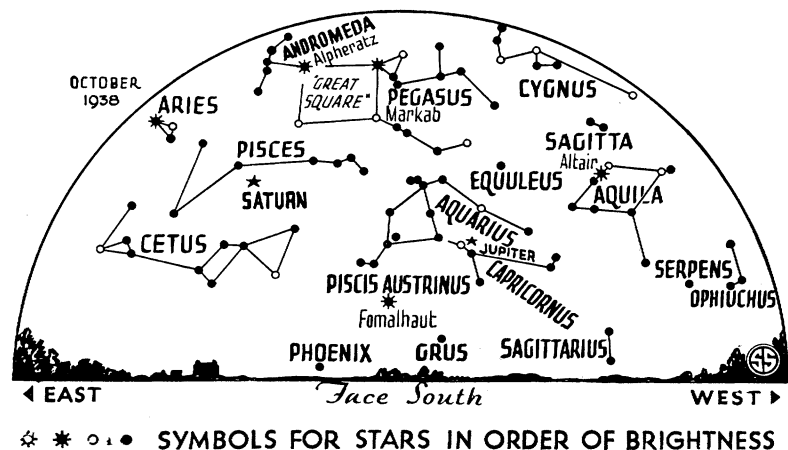 ANDROMEDA
Alpheratz
OCTOBER
1938
ARIES
"GREAT
SQUARE"
PEGASUS
Markab
CYGNUS
SAGITTA
Altair
PISCES
SATURN
EQUULEUS
AQUILA
AQUARIUS
CETUS
JUPITER
CAPRICORNUS
SERPENS
OPHIUCHUS
PISCIS AUSTRINUS
Fomalhaut
PHOENIX
GRUS
SAGITTARIUS
SS
EAST
Face South
WEST
SYMBOLS FOR STARS IN ORDER OF BRIGHTNESS